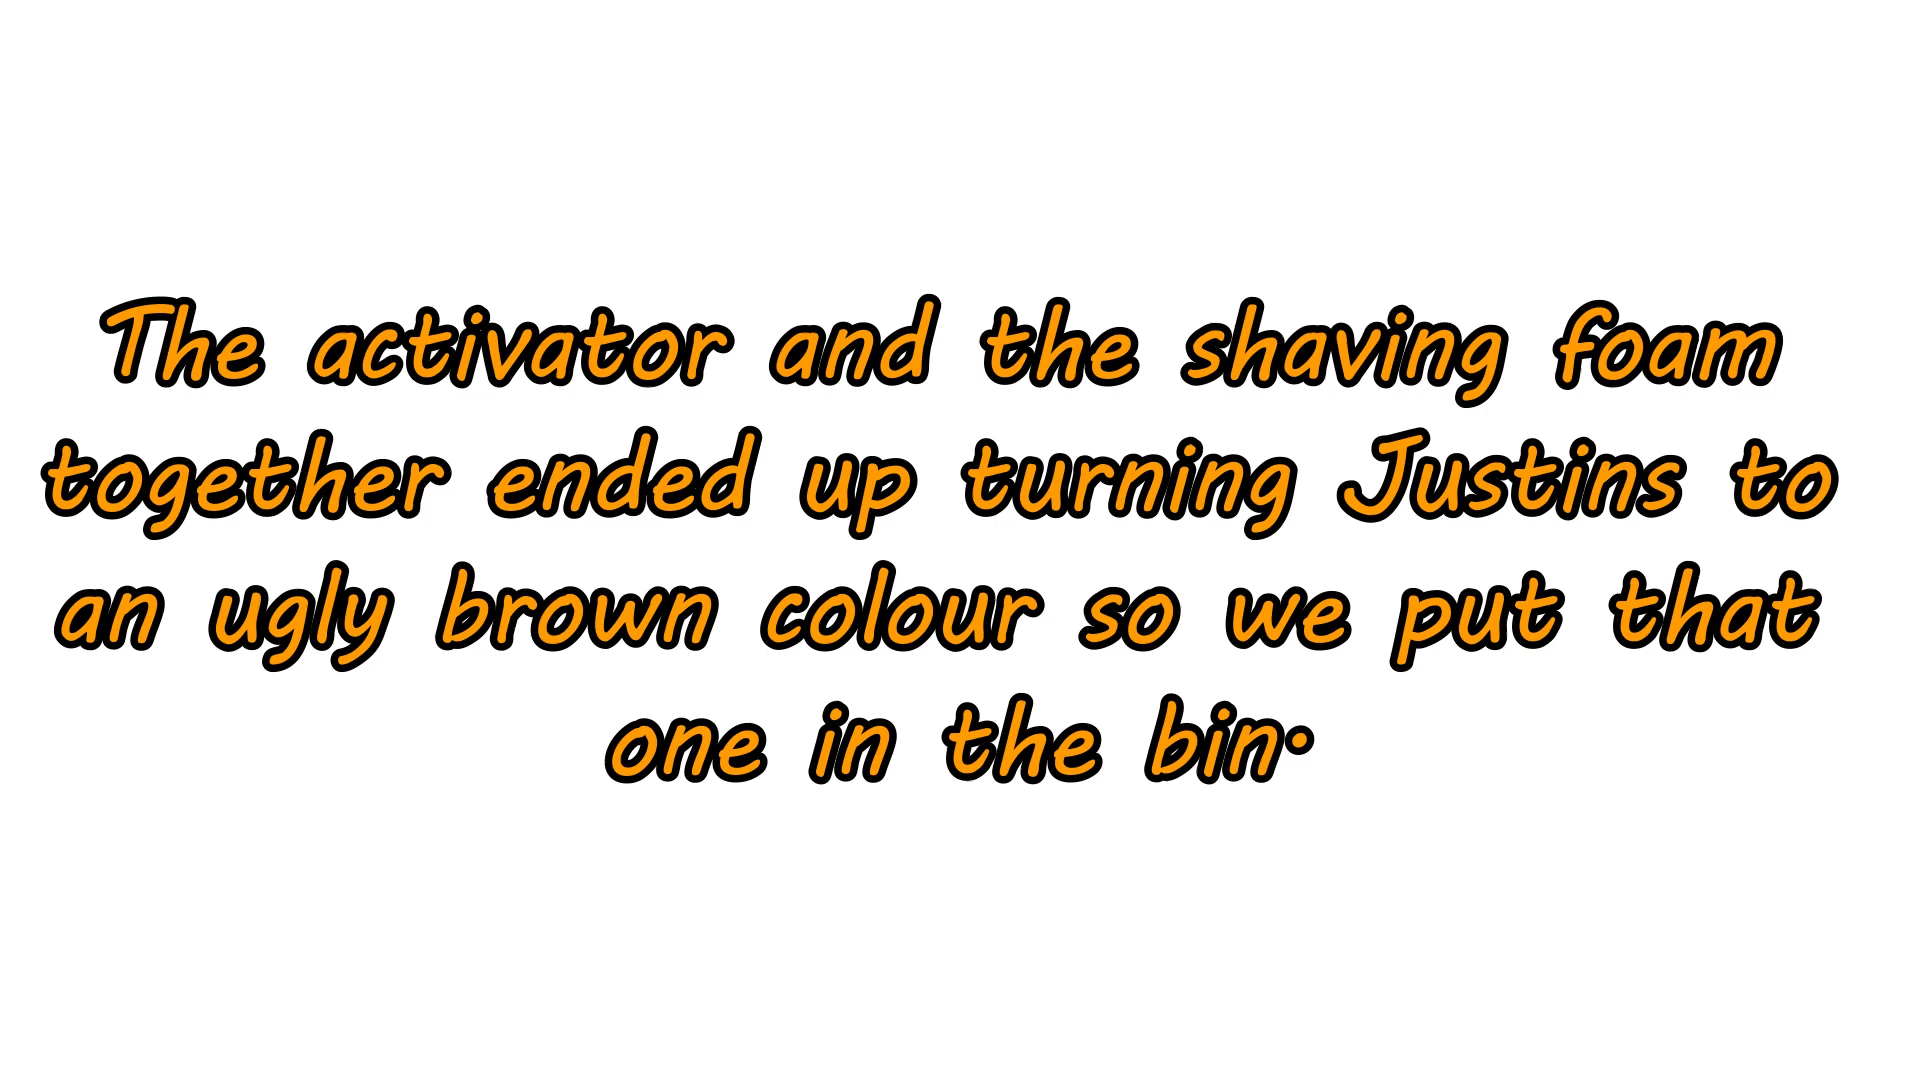 The activator and the shaving foam
together ended up turning Justins to
an ugly brown colour so we put that
one in the bin.